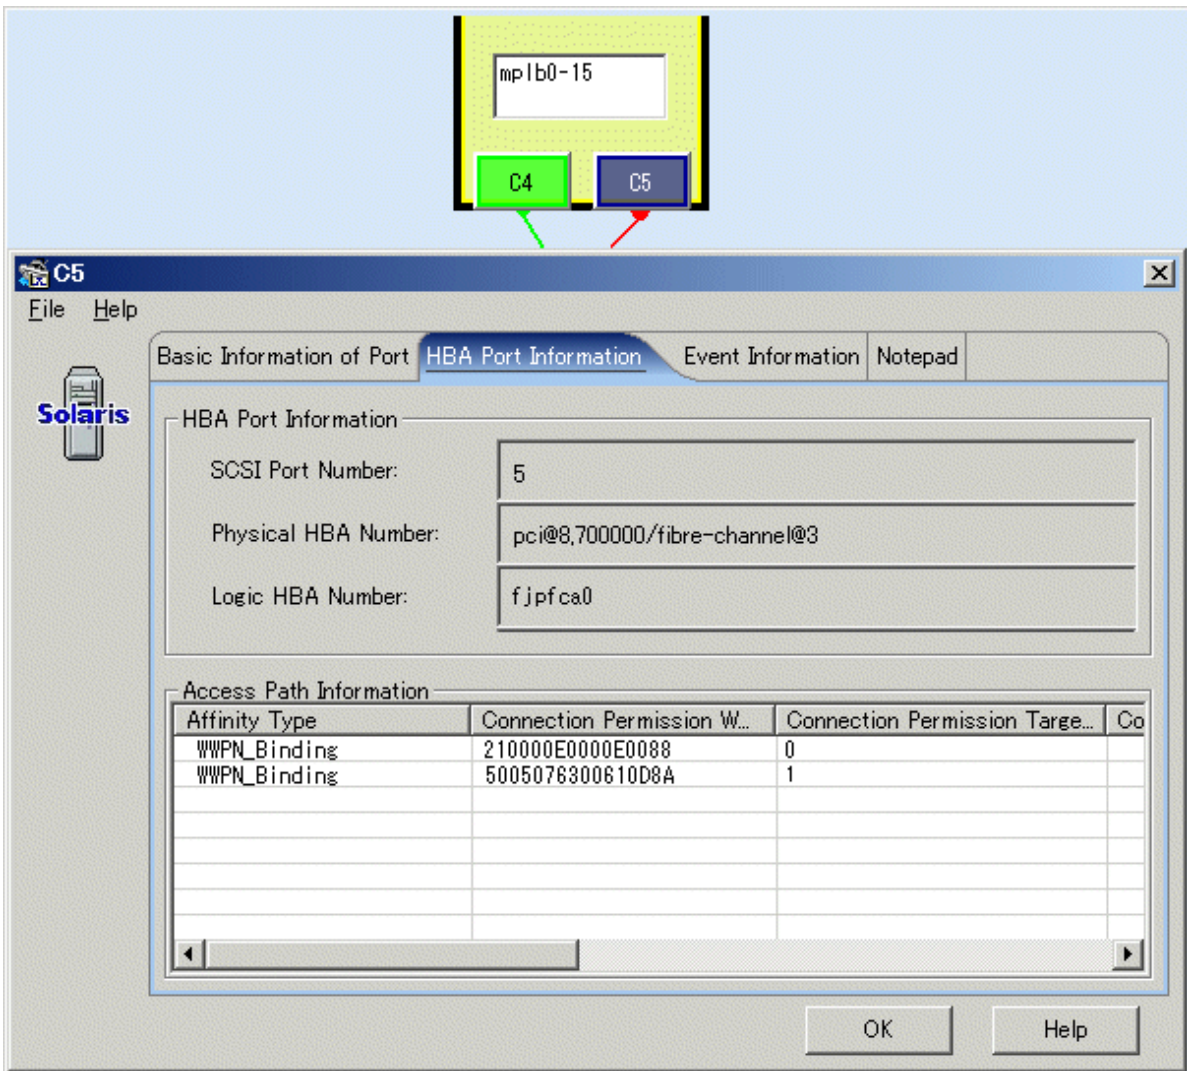 mplb0-15
C4 C5
C5
File Help
Basic Information of Port HBA Port Information Event Information Notepad
Solaris
HBA Port Information
SCSI Port Number: 5
Physical HBA Number: pci@8,700000/fibre-channel@3
Logic HBA Number: fjpfca0
Access Path Information
Affinity Type Connection Permission W... Connection Permission Targe... Co
WWPN_Binding 210000E0000E0088 0
WWPN_Binding 5005076300610D8A 1
OK Help